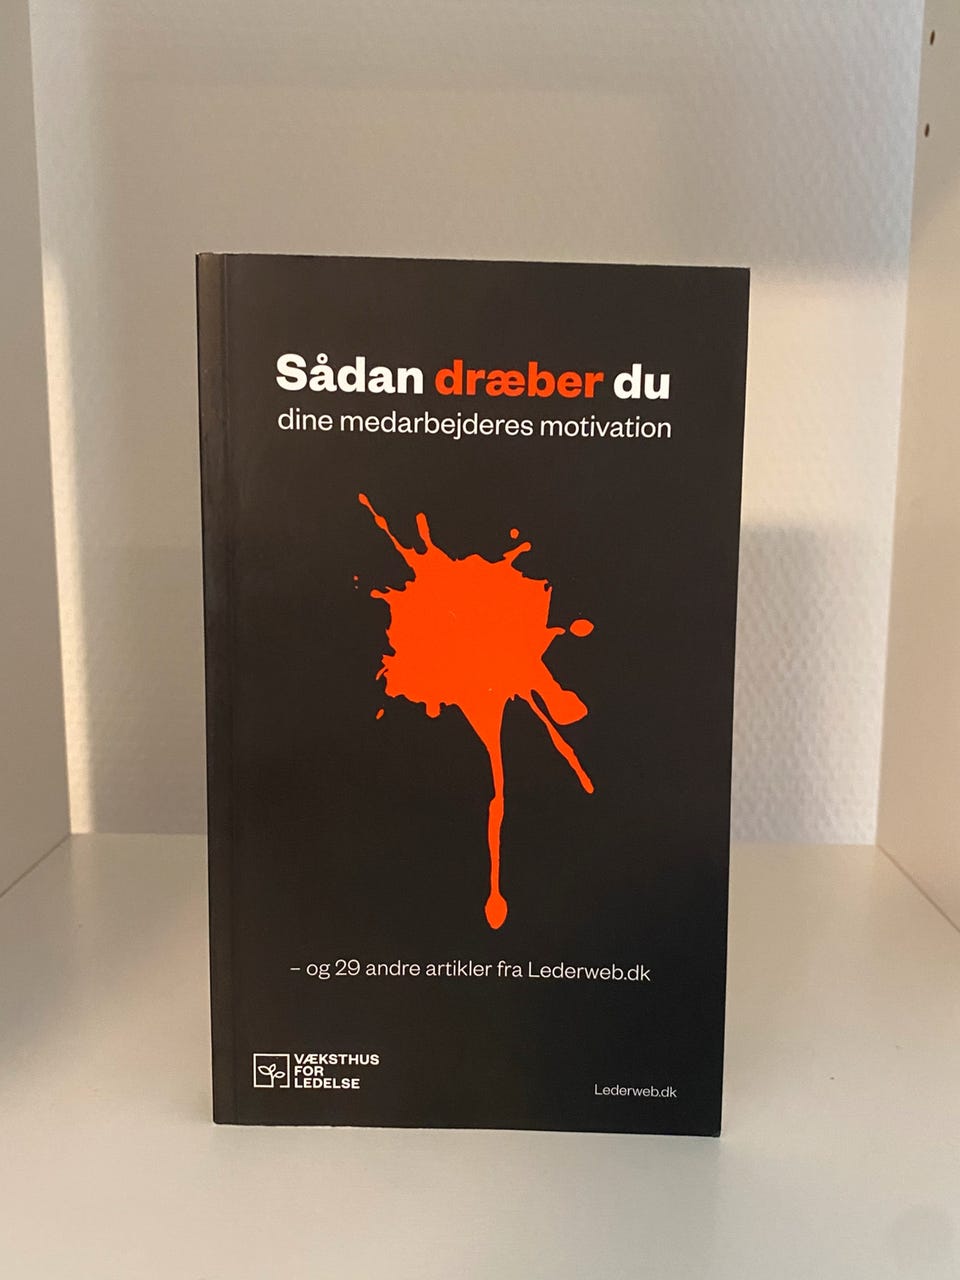 Sådan dræber du
dine medarbejderes motivation
– og 29 andre artikler fra Lederweb.dk
VÆKSTHUS
FOR
LEDELSE
Lederweb.dk